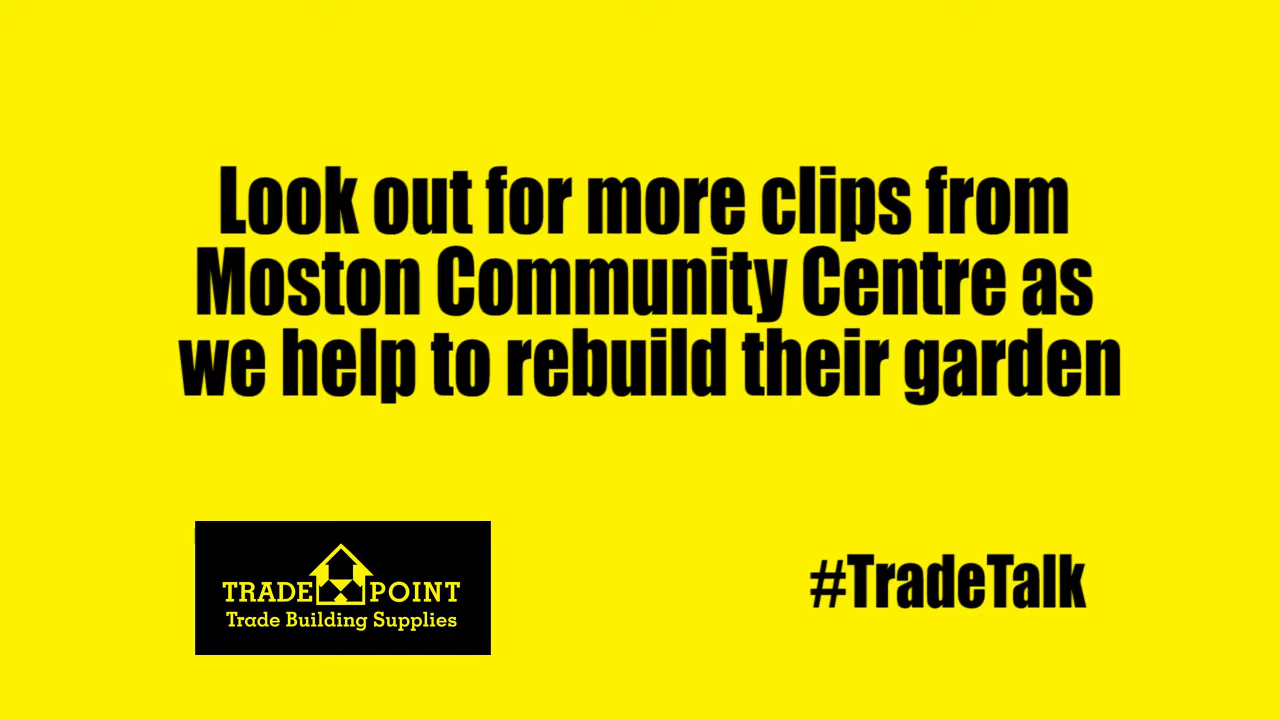 Look out for more clips from
Moston Community Centre as
we help to rebuild their garden
TRADE POINT
Trade Building Supplies
#TradeTalk